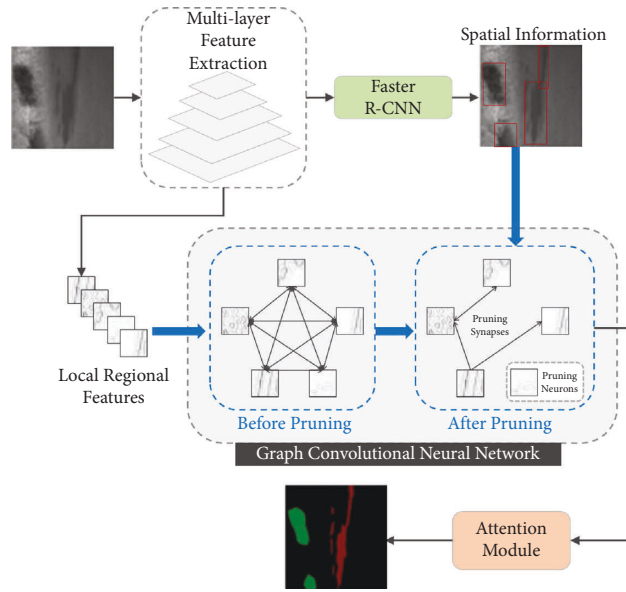 Multi-layer
Feature
Extraction
Faster
R-CNN
Spatial Information
Local Regional
Features
Pruning
Synapses
Pruning
Neurons
Before Pruning
After Pruning
Graph Convolutional Neural Network
Attention
Module